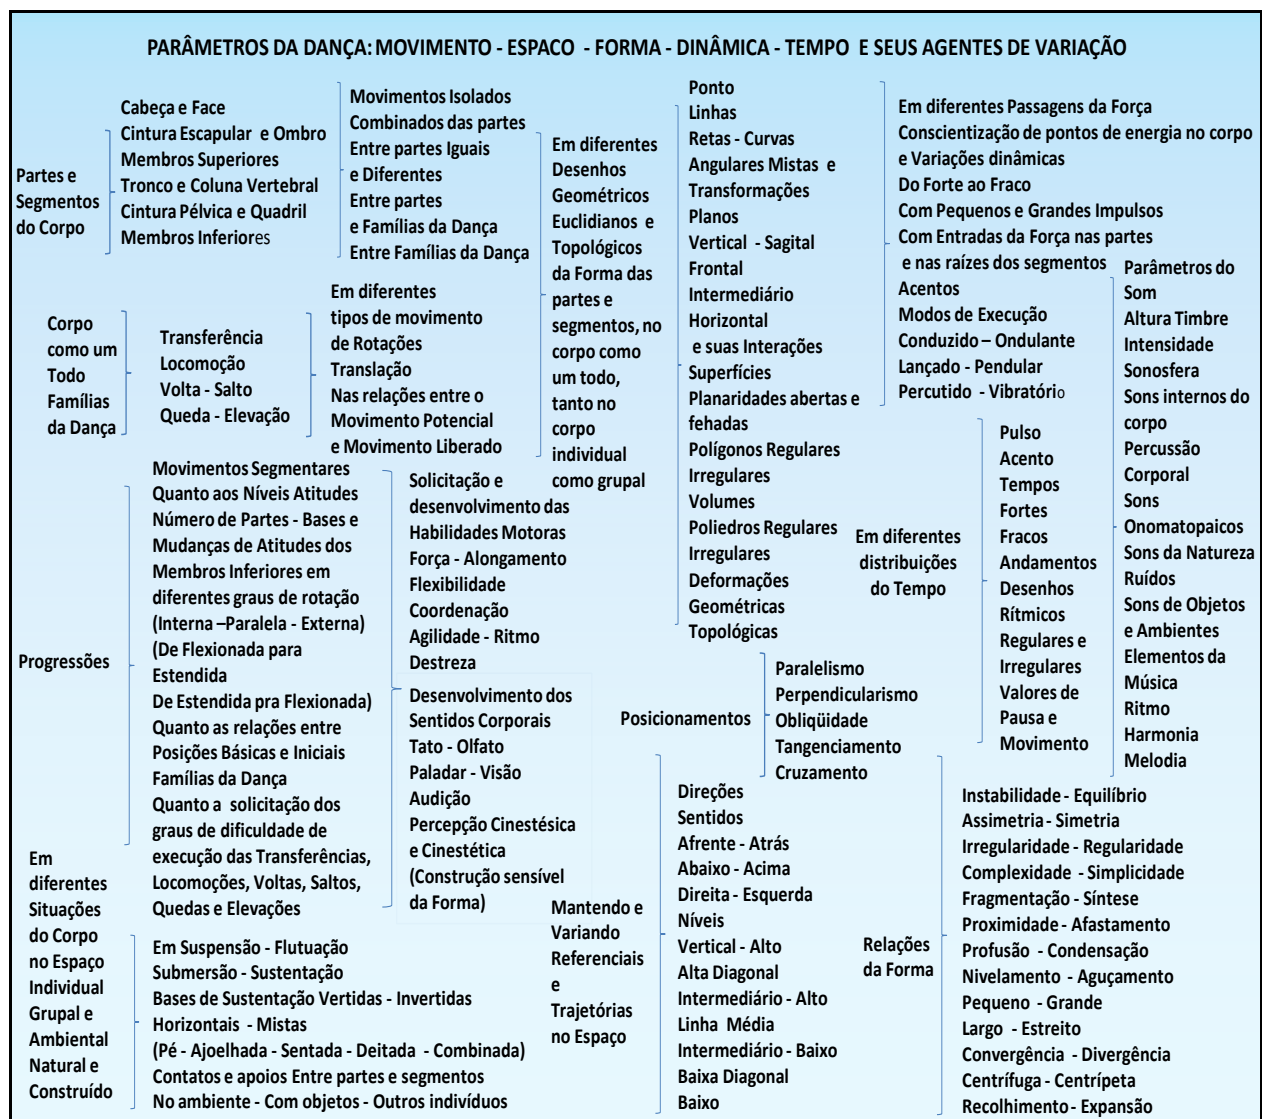 PARÂMETROS DA DANÇA: MOVIMENTO - ESPACO - FORMA - DINÂMICA - TEMPO E SEUS AGENTES DE VARIAÇÃO
Partes e
Segmentos
do Corpo
Cabeça e Face
Cintura Escapular e Ombro
Membros Superiores
Tronco e Coluna Vertebral
Cintura Pélvica e Quadril
Membros Inferiores
Movimentos Isolados
Combinados das partes
Entre partes Iguais
e Diferentes
Entre partes
e Famílias da Dança
Entre Famílias da Dança
Corpo
como um
Todo
Famílias
da Dança
Transferência
Locomoção
Volta - Salto
Queda - Elevação
Em diferentes
tipos de movimento
de Rotações
Translação
Nas relações entre o
Movimento Potencial
e Movimento Liberado
Em diferentes
Desenhos
Geométricos
Euclidianos e
Topológicos
da Forma das
partes e
segmentos, no
corpo como
um todo,
tanto no
corpo
individual
como grupal
Ponto
Linhas
Retas - Curvas
Angulares Mistas e
Transformações
Planos
Vertical - Sagital
Frontal
Intermediário
Horizontal
e suas Interações
Superfícies
Planaridades abertas e
fehadas
Polígonos Regulares
Irregulares
Volumes
Poliedros Regulares
Irregulares
Deformações
Geométricas
Topológicas
Em diferentes Passagens da Força
Conscientização de pontos de energia no corpo
e Variações dinâmicas
Do Forte ao Fraco
Com Pequenos e Grandes Impulsos
Com Entradas da Força nas partes
e nas raízes dos segmentos
Acentos
Modos de Execução
Conduzido – Ondulante
Lançado - Pendular
Percutido - Vibratório
Progressões
Movimentos Segmentares
Quanto aos Níveis Atitudes
Número de Partes - Bases e
Mudanças de Atitudes dos
Membros Inferiores em
diferentes graus de rotação
(Interna –Paralela - Externa)
(De Flexionada para
Estendida
De Estendida pra Flexionada)
Quanto as relações entre
Posições Básicas e Iniciais
Famílias da Dança
Quanto a solicitação dos
graus de dificuldade de
execução das Transferências,
Locomoções, Voltas, Saltos,
Quedas e Elevações
Solicitação e
desenvolvimento das
Habilidades Motoras
Força - Alongamento
Flexibilidade
Coordenação
Agilidade - Ritmo
Destreza
Desenvolvimento dos
Sentidos Corporais
Tato - Olfato
Paladar - Visão
Audição
Percepção Cinestésica
e Cinestética
(Construção sensível
da Forma)
Em diferentes
distribuições
do Tempo
Pulso
Acento
Tempos
Fortes
Fracos
Andamentos
Desenhos
Rítmicos
Regulares e
Irregulares
Valores de
Pausa e
Movimento
Parâmetros do
Som
Altura Timbre
Intensidade
Sonosfera
Sons internos do
corpo
Percussão
Corporal
Sons
Onomatopaicos
Sons da Natureza
Ruídos
Sons de Objetos
e Ambientes
Elementos da
Música
Ritmo
Harmonia
Melodia
Posicionamentos
Paralelismo
Perpendicularismo
Obliqüidade
Tangenciamento
Cruzamento
Em
diferentes
Situações
do Corpo
no Espaço
Individual
Grupal e
Ambiental
Natural e
Construído
Em Suspensão - Flutuação
Submersão - Sustentação
Bases de Sustentação Vertidas - Invertidas
Horizontais - Mistas
(Pé - Ajoelhada - Sentada - Deitada - Combinada)
Contatos e apoios Entre partes e segmentos
No ambiente - Com objetos - Outros indivíduos
Mantendo e
Variando
Referenciais
e
Trajetórias
no Espaço
Direções
Sentidos
Afrente - Atrás
Abaixo - Acima
Direita - Esquerda
Níveis
Vertical - Alto
Alta Diagonal
Intermediário - Alto
Linha Média
Intermediário - Baixo
Baixa Diagonal
Baixo
Relações
da Forma
Instabilidade - Equilíbrio
Assimetria - Simetria
Irregularidade - Regularidade
Complexidade - Simplicidade
Fragmentação - Síntese
Proximidade - Afastamento
Profusão - Condensação
Nivelamento - Aguçamento
Pequeno - Grande
Largo - Estreito
Convergência - Divergência
Centrífuga - Centrípeta
Recolhimento - Expansão